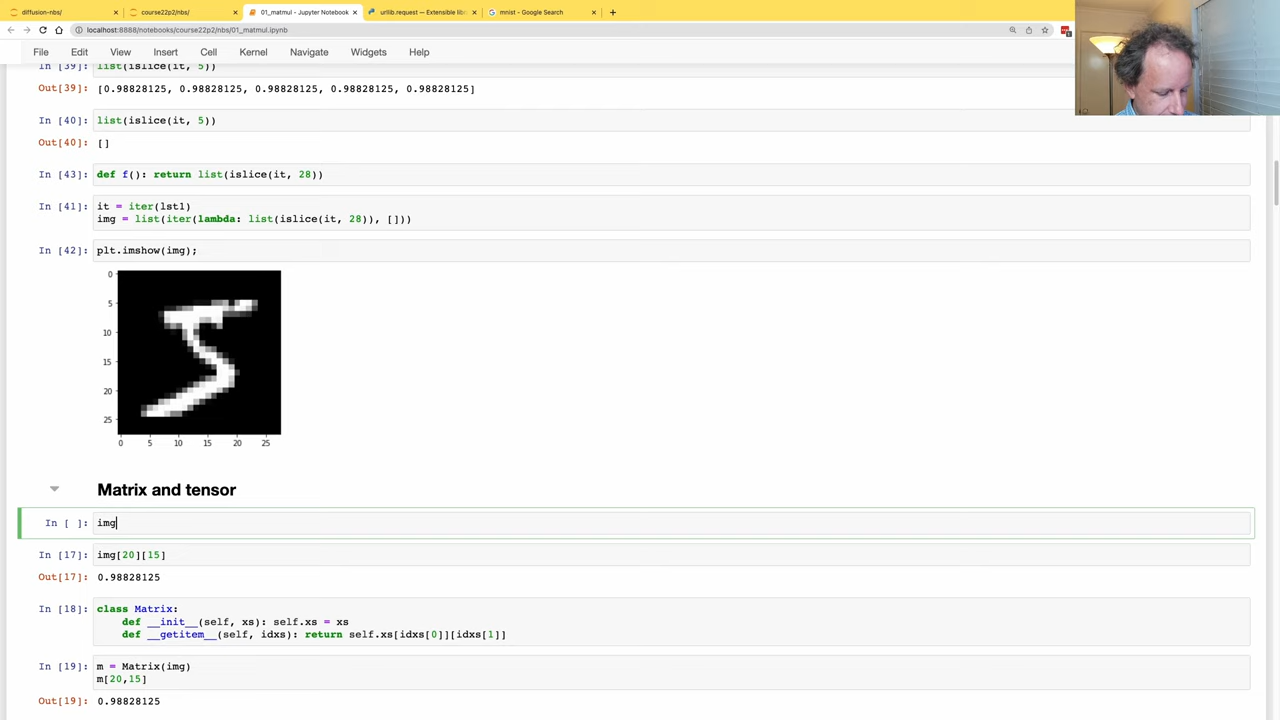 diffusion-nbs/
course22p2/nbs/
01_matmul - Jupyter Notebook
urllib.request — Extensible lib
mnist - Google Search
localhost:8888/notebooks/course22p2/nbs/01_matmul.ipynb
File Edit View Insert Cell Kernel Navigate Widgets Help
In [39]: list(islice(it, 5))
Out[39]: [0.98828125, 0.98828125, 0.98828125, 0.98828125, 0.98828125]
In [40]: list(islice(it, 5))
Out[40]: []
In [43]: def f(): return list(islice(it, 28))
In [41]: it = iter(lst1)
img = list(iter(lambda: list(islice(it, 28)), []))
In [42]: plt.imshow(img);
0
5
10
15
20
25
0 5 10 15 20 25
Matrix and tensor
In [ ]: img
In [17]: img[20][15]
Out[17]: 0.98828125
In [18]: class Matrix:
def __init__(self, xs): self.xs = xs
def __getitem__(self, idxs): return self.xs[idxs[0]][idxs[1]]
In [19]: m = Matrix(img)
m[20,15]
Out[19]: 0.98828125